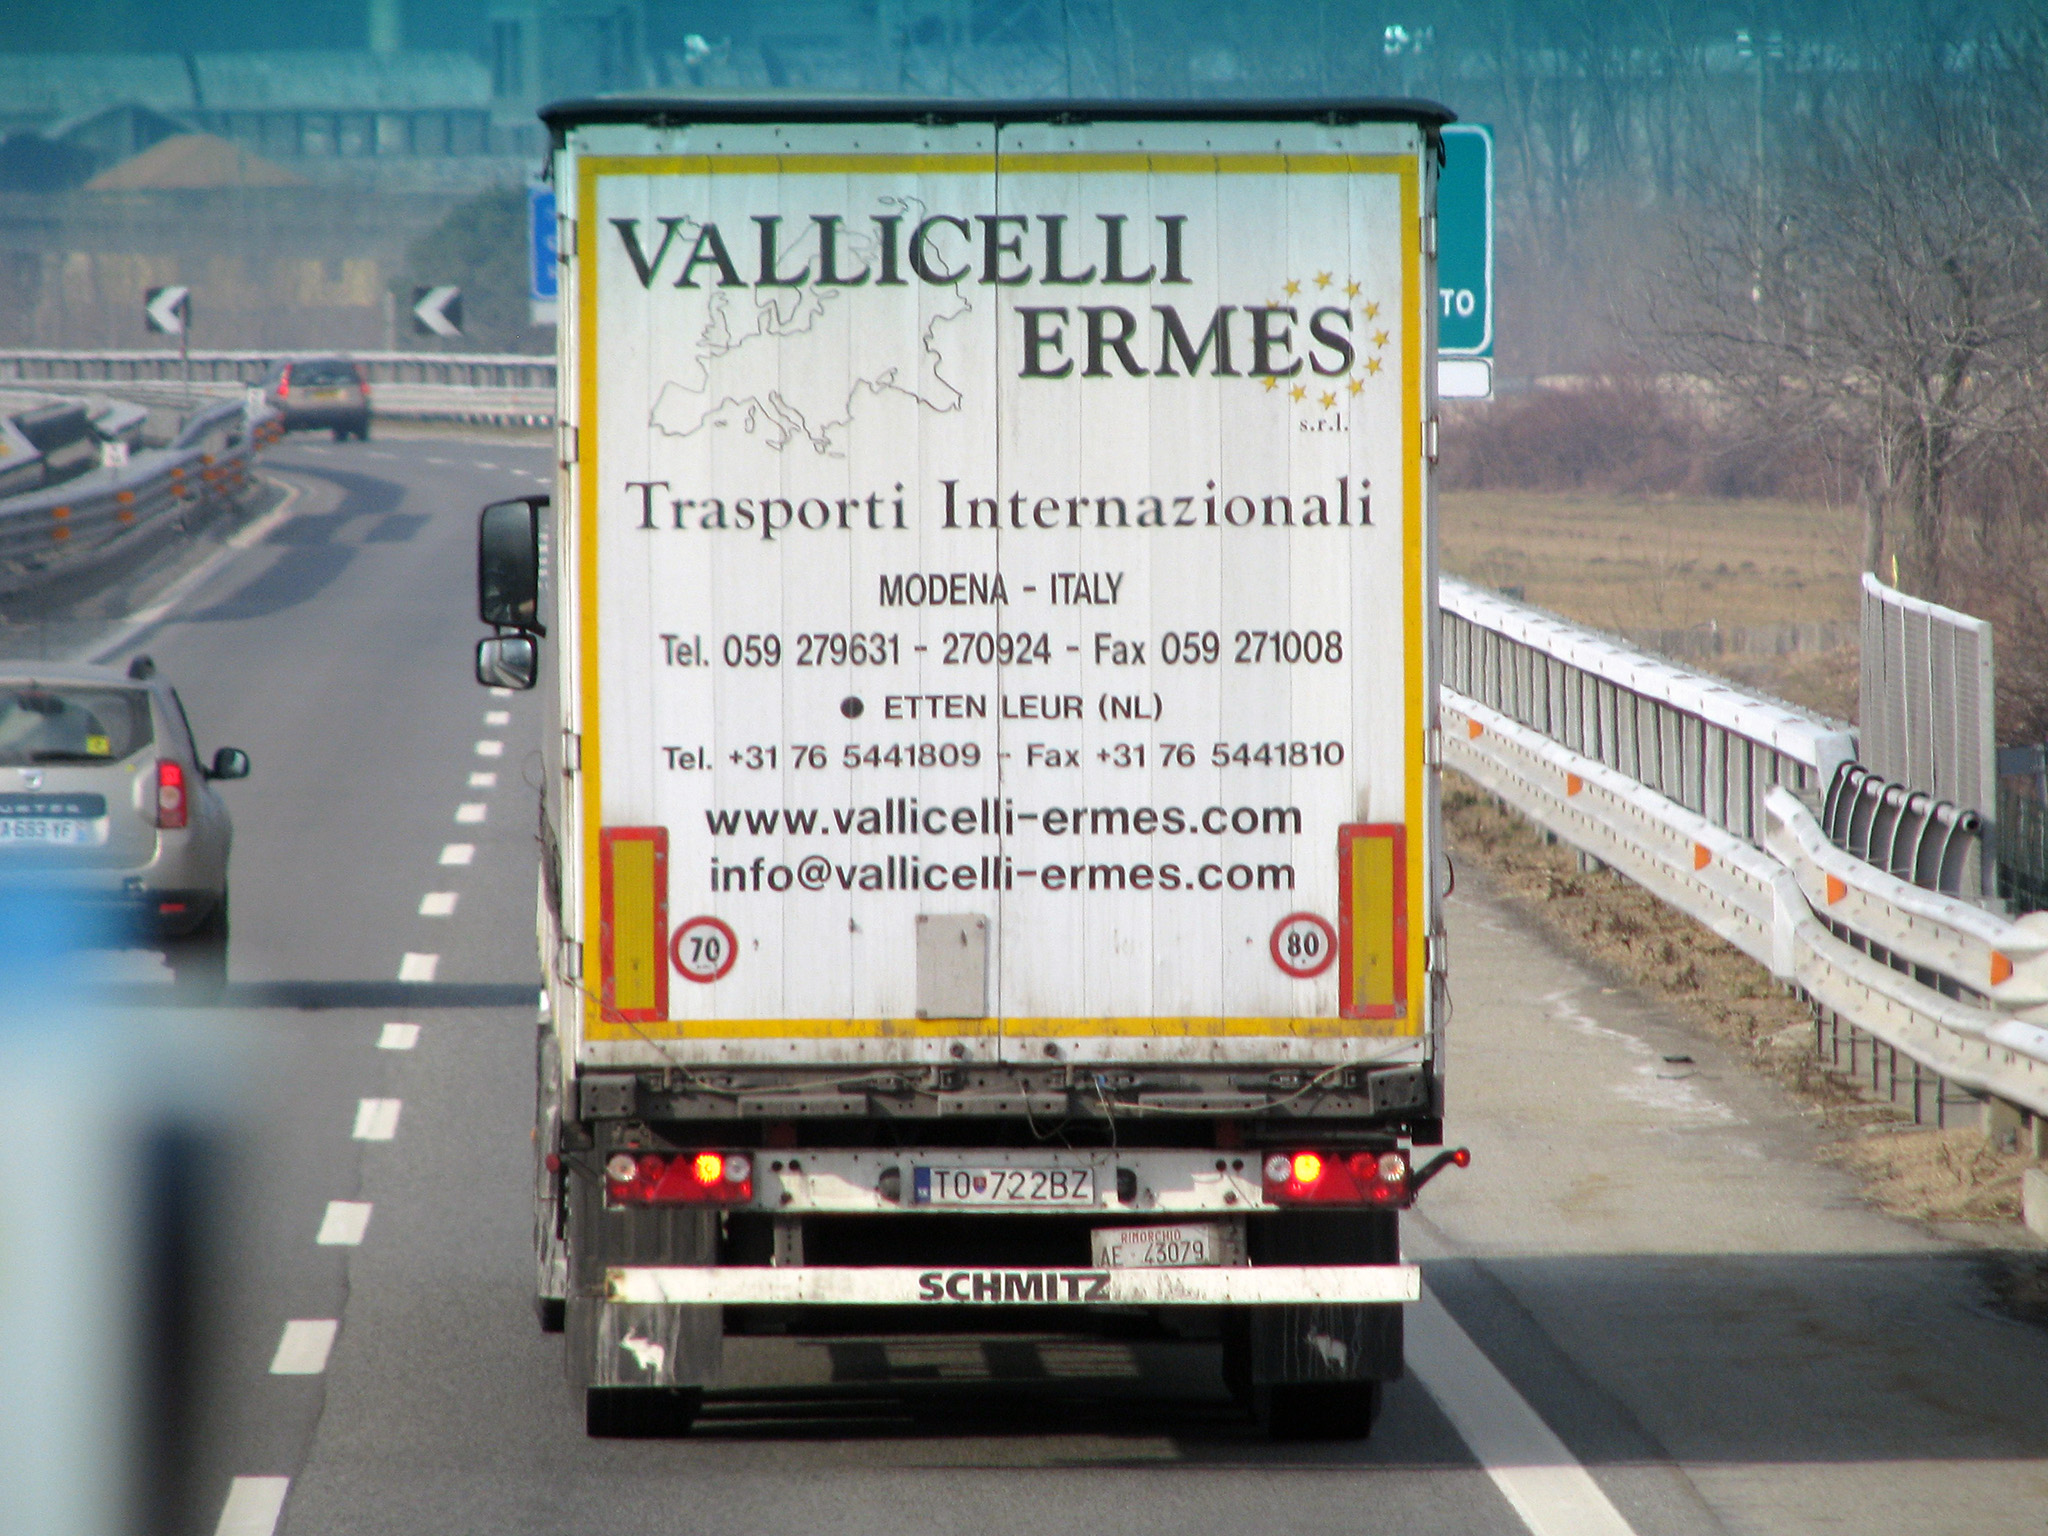 VALLICELLI
ERMES
s.r.l.
TO
Trasporti Internazionali
MODENA - ITALY
Tel. 059 279631 - 270924 - Fax 059 271008
● ETTEN LEUR (NL)
Tel. +31 76 5441809 - Fax +31 76 5441810
www.vallicelli-ermes.com
info@vallicelli-ermes.com
70
80
TO 722BZ
RIMORCHIO
AE 43079
SCHMITZ